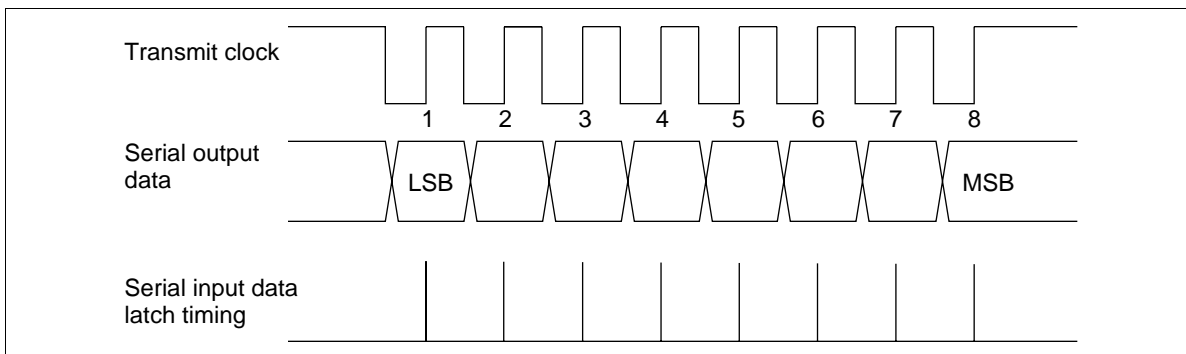 Transmit clock
1 2 3 4 5 6 7 8
Serial output
data
LSB MSB
Serial input data
latch timing